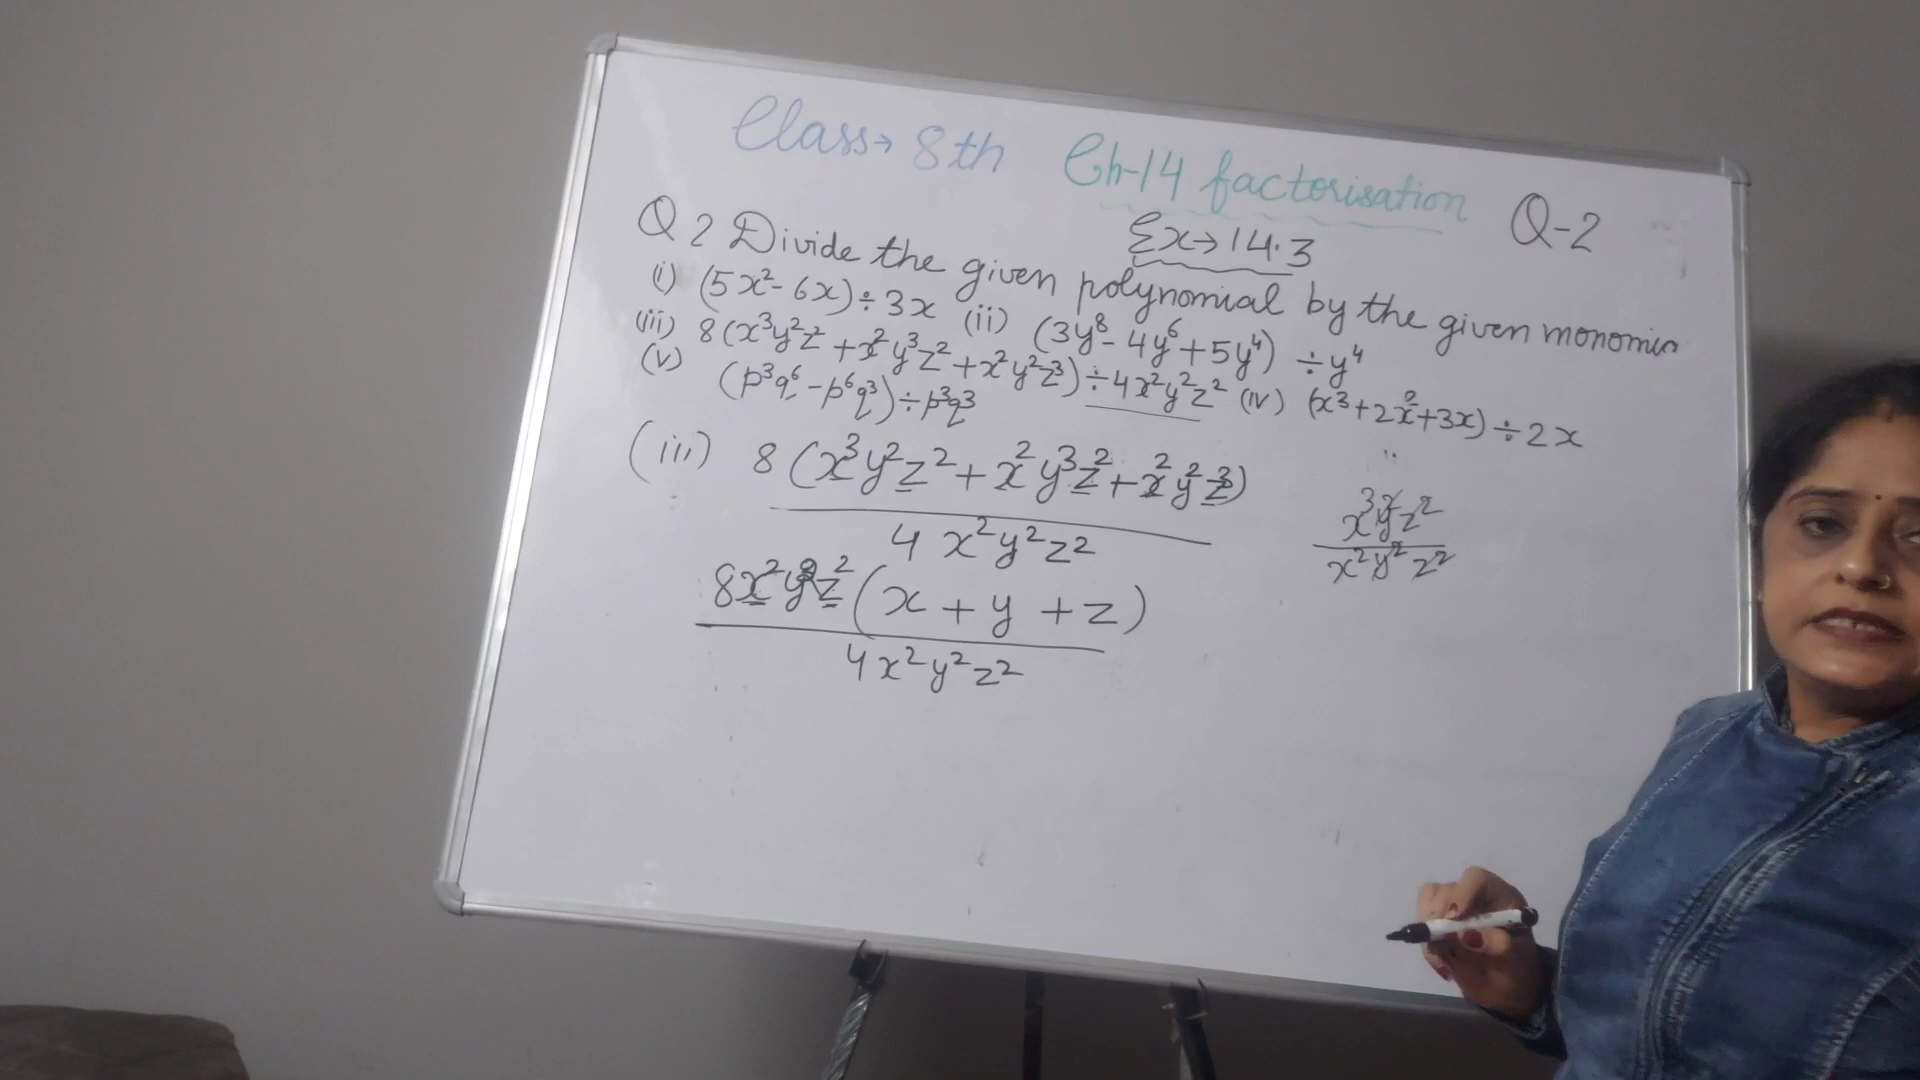 Class→ 8th Ch-14 factorisation Q-2
Ex→ 14.3
Q 2 Divide the given polynomial by the given monomia
(i) (5x² - 6x) ÷ 3x (ii) (3y⁸ - 4y⁶ + 5y⁴) ÷ y⁴
(iii) 8(x³y²z² + x²y³z² + x²y²z³) ÷ 4x²y²z² (iv) (x³ + 2x² + 3x) ÷ 2x
(v) (p³q⁶ - p⁶q³) ÷ p³q³
(iii) 8 (x³y²z² + x²y³z² + x²y²z³)
4 x²y²z²
x³y²z²
x²y²z²
8x²y²z² (x + y + z)
4x²y²z²